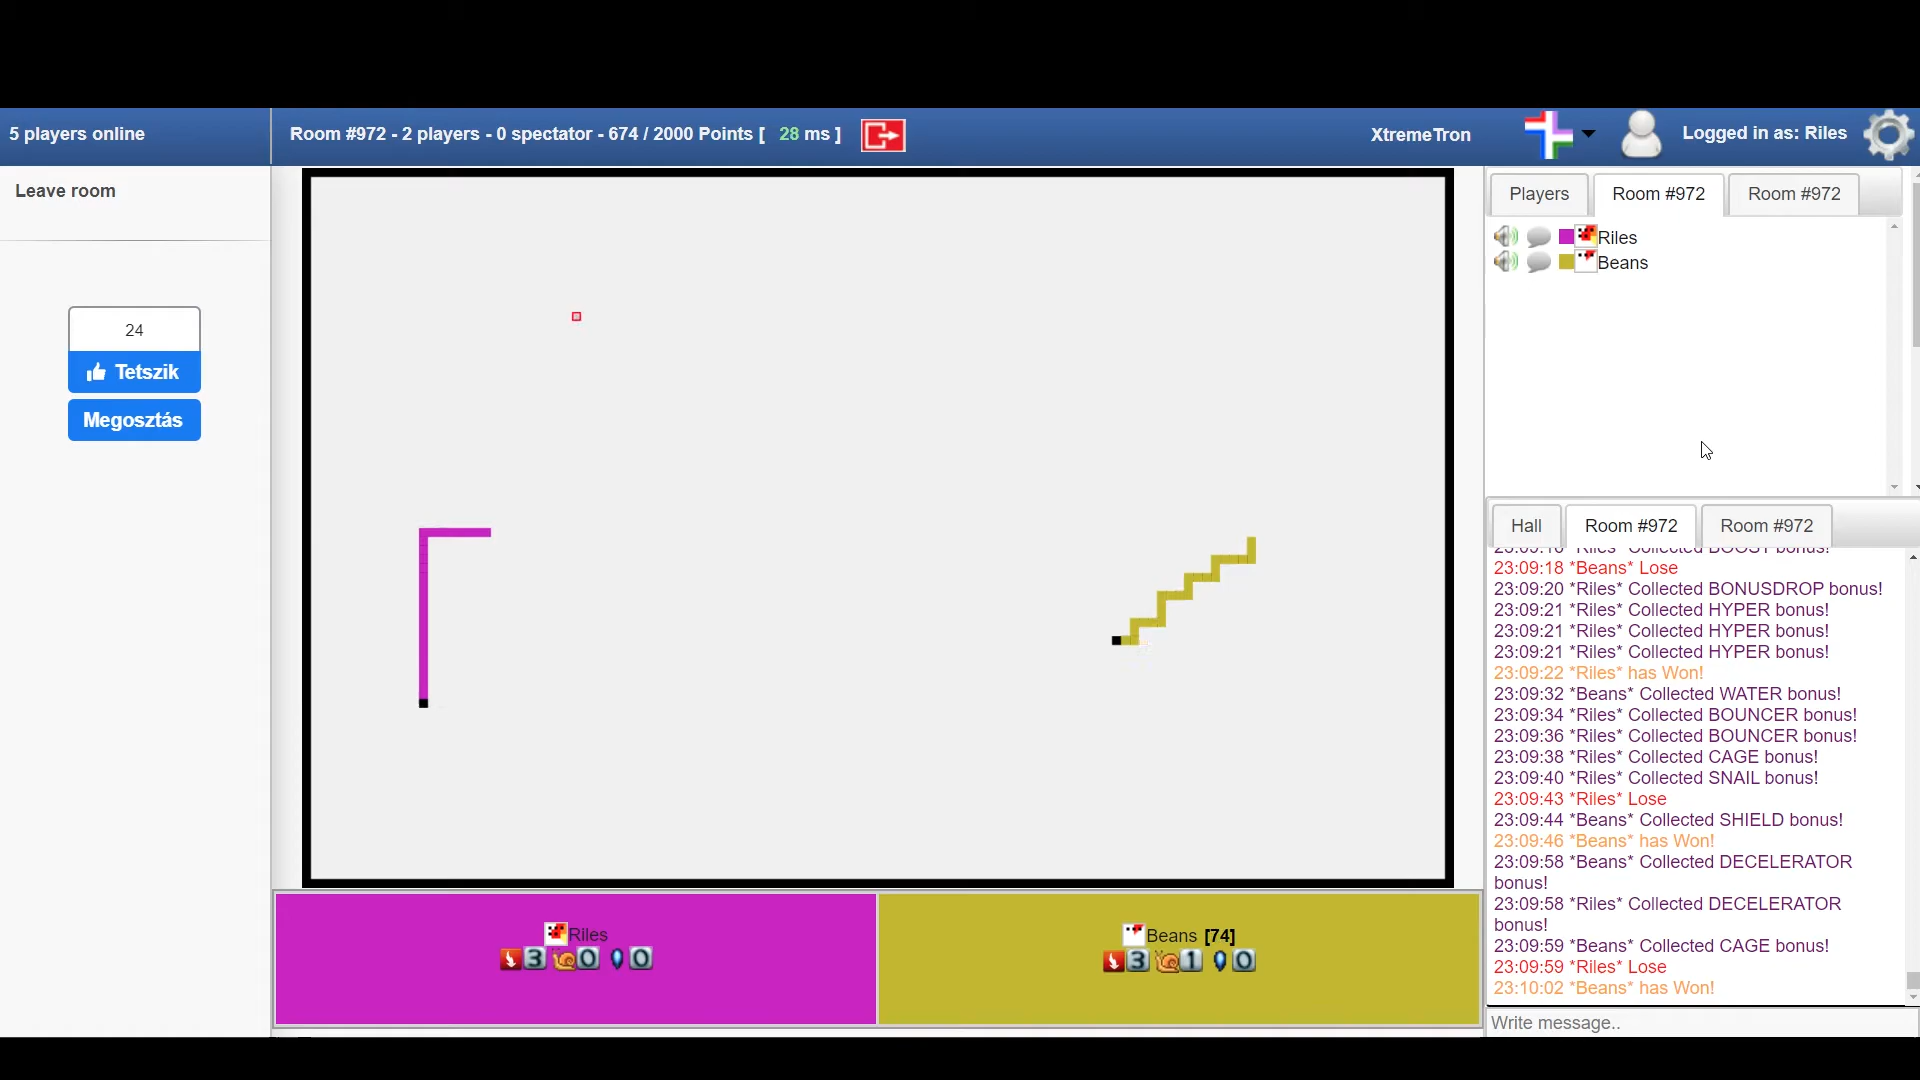 5 players online
Room #972 - 2 players - 0 spectator - 674 / 2000 Points [ 28 ms ]
XtremeTron
Logged in as: Riles
Leave room
24
Tetszik
Megosztás
Players
Room #972
Room #972
Riles
Beans
Hall
Room #972
Room #972
23:09:18 *Beans* Lose
23:09:20 *Riles* Collected BONUSDROP bonus!
23:09:21 *Riles* Collected HYPER bonus!
23:09:21 *Riles* Collected HYPER bonus!
23:09:21 *Riles* Collected HYPER bonus!
23:09:22 *Riles* has Won!
23:09:32 *Beans* Collected WATER bonus!
23:09:34 *Riles* Collected BOUNCER bonus!
23:09:36 *Riles* Collected BOUNCER bonus!
23:09:38 *Riles* Collected CAGE bonus!
23:09:40 *Riles* Collected SNAIL bonus!
23:09:43 *Riles* Lose
23:09:44 *Beans* Collected SHIELD bonus!
23:09:46 *Beans* has Won!
23:09:58 *Beans* Collected DECELERATOR
bonus!
23:09:58 *Riles* Collected DECELERATOR
bonus!
23:09:59 *Beans* Collected CAGE bonus!
23:09:59 *Riles* Lose
23:10:02 *Beans* has Won!
Write message..
Riles
3 0 0
Beans [74]
3 1 0